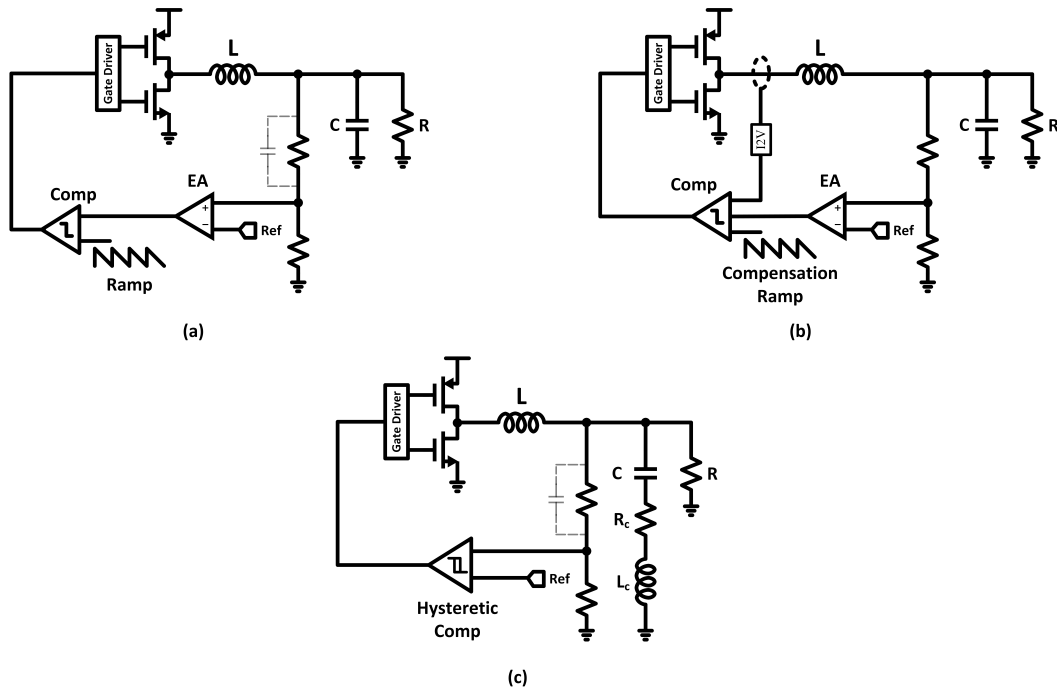 Gate Driver
L
C
R
EA
+
−
Ref
Comp
Ramp
(a)
Gate Driver
L
I2V
C
R
Comp
EA
+
−
Ref
Compensation
Ramp
(b)
Gate Driver
L
C
R
Rc
Lc
Ref
Hysteretic
Comp
(c)